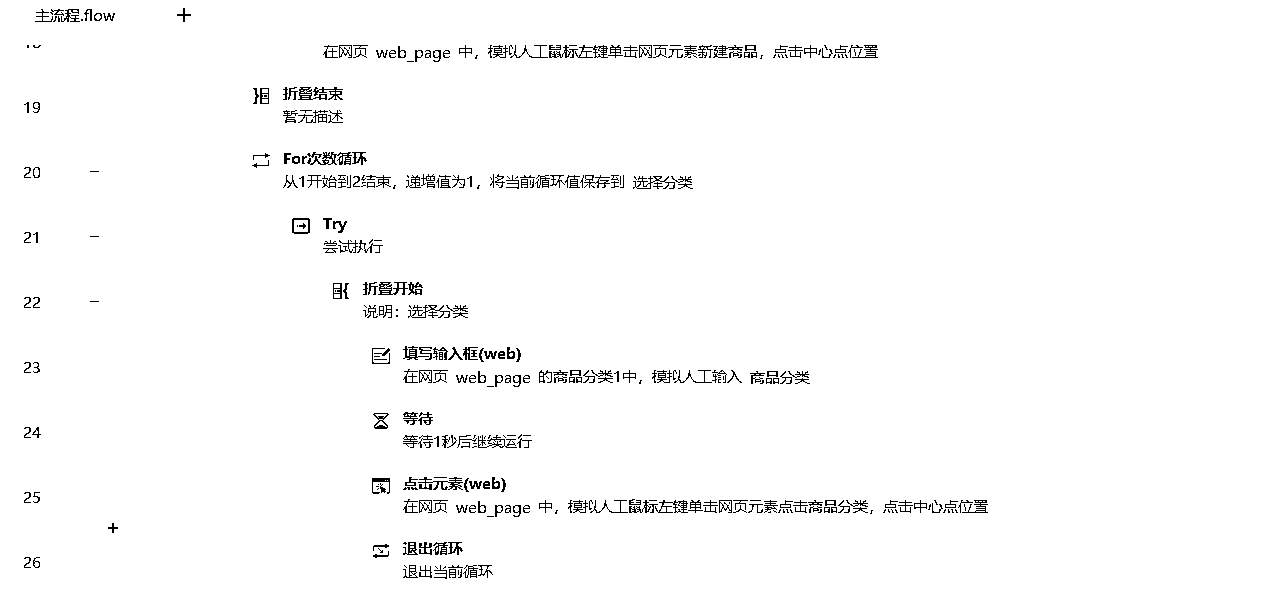 主流程.flow +
在网页 web_page 中，模拟人工鼠标左键单击网页元素新建商品，点击中心点位置
19 折叠结束
暂无描述
20 For次数循环
从1开始到2结束，递增值为1，将当前循环值保存到 选择分类
21 Try
尝试执行
22 折叠开始
说明：选择分类
23 填写输入框(web)
在网页 web_page 的商品分类1中，模拟人工输入 商品分类
24 等待
等待1秒后继续运行
25 点击元素(web)
在网页 web_page 中，模拟人工鼠标左键单击网页元素点击商品分类，点击中心点位置
26 退出循环
退出当前循环